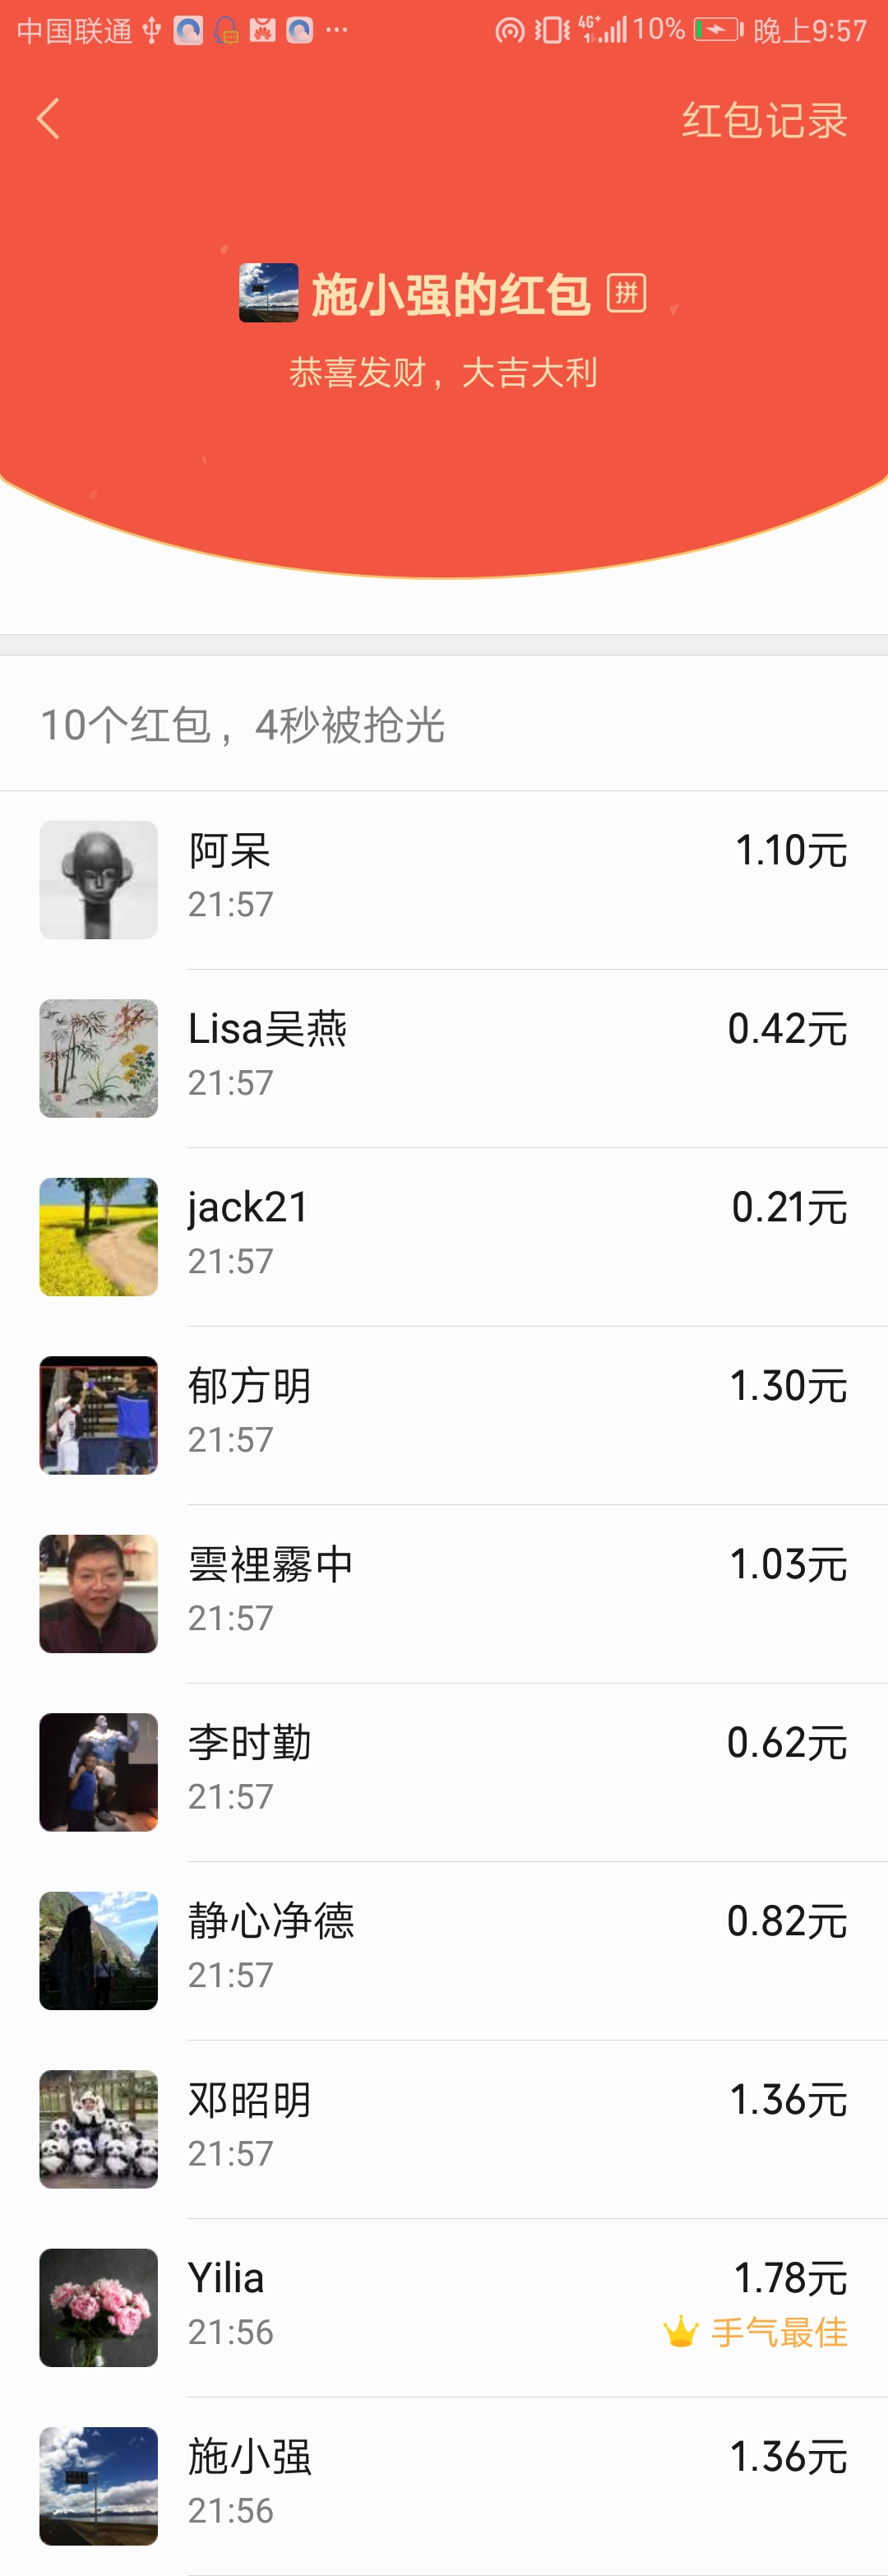 中国联通 4G+ 10% 晚上9:57
红包记录
施小强的红包 拼
恭喜发财，大吉大利
10个红包，4秒被抢光
阿呆 1.10元
21:57
Lisa吴燕 0.42元
21:57
jack21 0.21元
21:57
郁方明 1.30元
21:57
雲裡霧中 1.03元
21:57
李时勤 0.62元
21:57
静心净德 0.82元
21:57
邓昭明 1.36元
21:57
Yilia 1.78元
21:56 手气最佳
施小强 1.36元
21:56